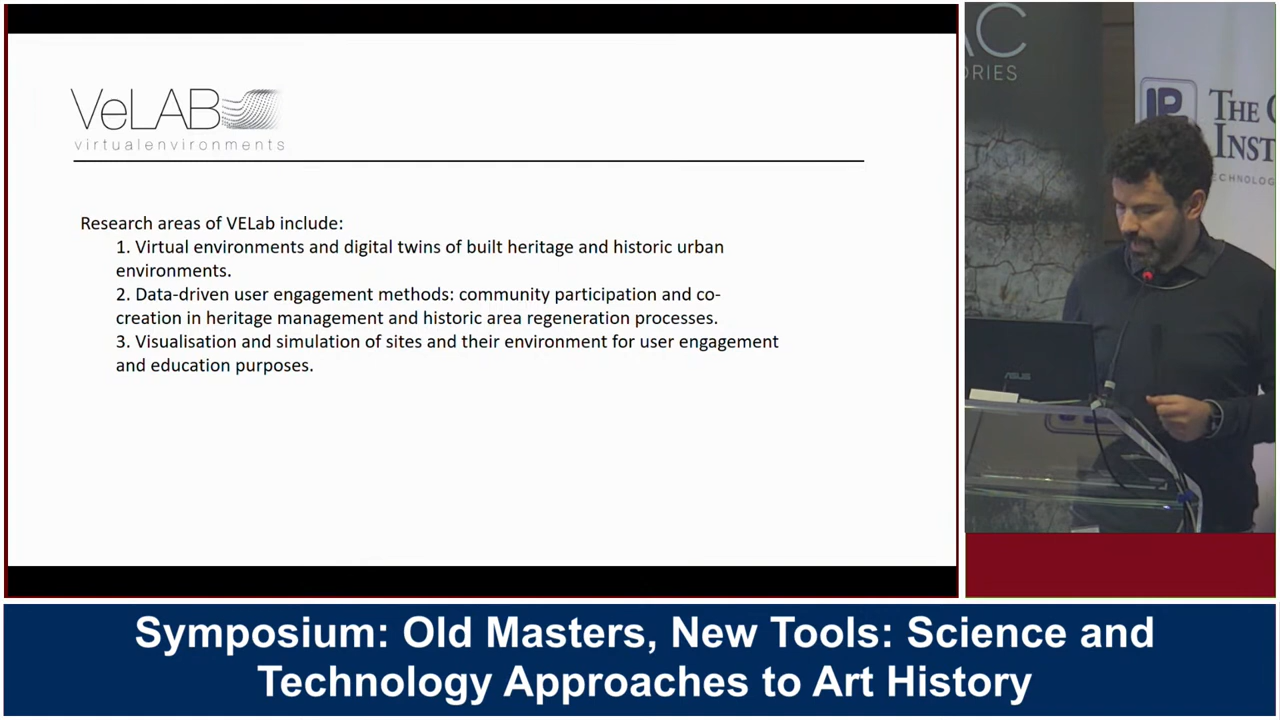 VeLAB
virtualenvironments
Research areas of VELab include:
1. Virtual environments and digital twins of built heritage and historic urban
environments.
2. Data-driven user engagement methods: community participation and co-
creation in heritage management and historic area regeneration processes.
3. Visualisation and simulation of sites and their environment for user engagement
and education purposes.
AC
ORIES
THE C
INST
ECHNOLOG
ASUS
Symposium: Old Masters, New Tools: Science and
Technology Approaches to Art History